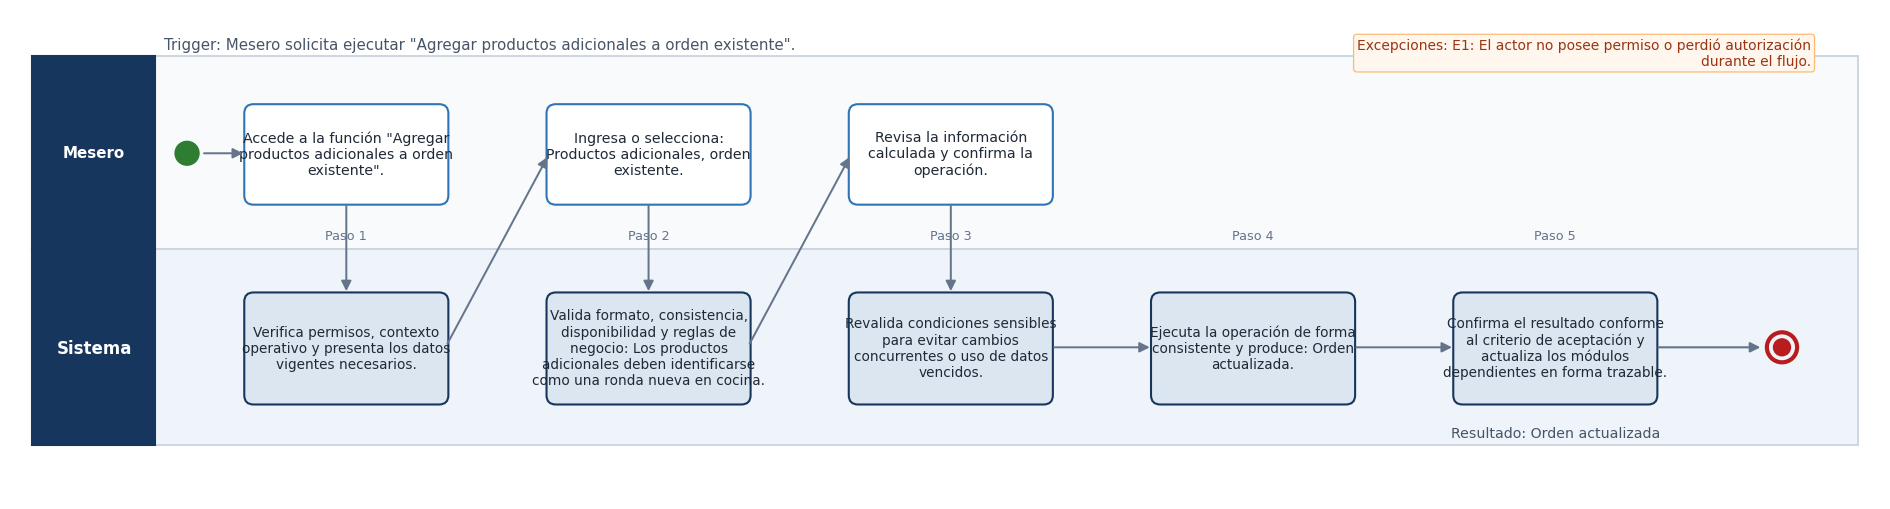 Trigger: Mesero solicita ejecutar "Agregar productos adicionales a orden existente".
Excepciones: E1: El actor no posee permiso o perdió autorización
durante el flujo.
Mesero
Accede a la función "Agregar
productos adicionales a orden
existente".
Ingresa o selecciona:
Productos adicionales, orden
existente.
Revisa la información
calculada y confirma la
operación.
Paso 1
Paso 2
Paso 3
Paso 4
Paso 5
Sistema
Verifica permisos, contexto
operativo y presenta los datos
vigentes necesarios.
Valida formato, consistencia,
disponibilidad y reglas de
negocio: Los productos
adicionales deben identificarse
como una ronda nueva en cocina.
Revalida condiciones sensibles
para evitar cambios
concurrentes o uso de datos
vencidos.
Ejecuta la operación de forma
consistente y produce: Orden
actualizada.
Confirma el resultado conforme
al criterio de aceptación y
actualiza los módulos
dependientes en forma trazable.
Resultado: Orden actualizada